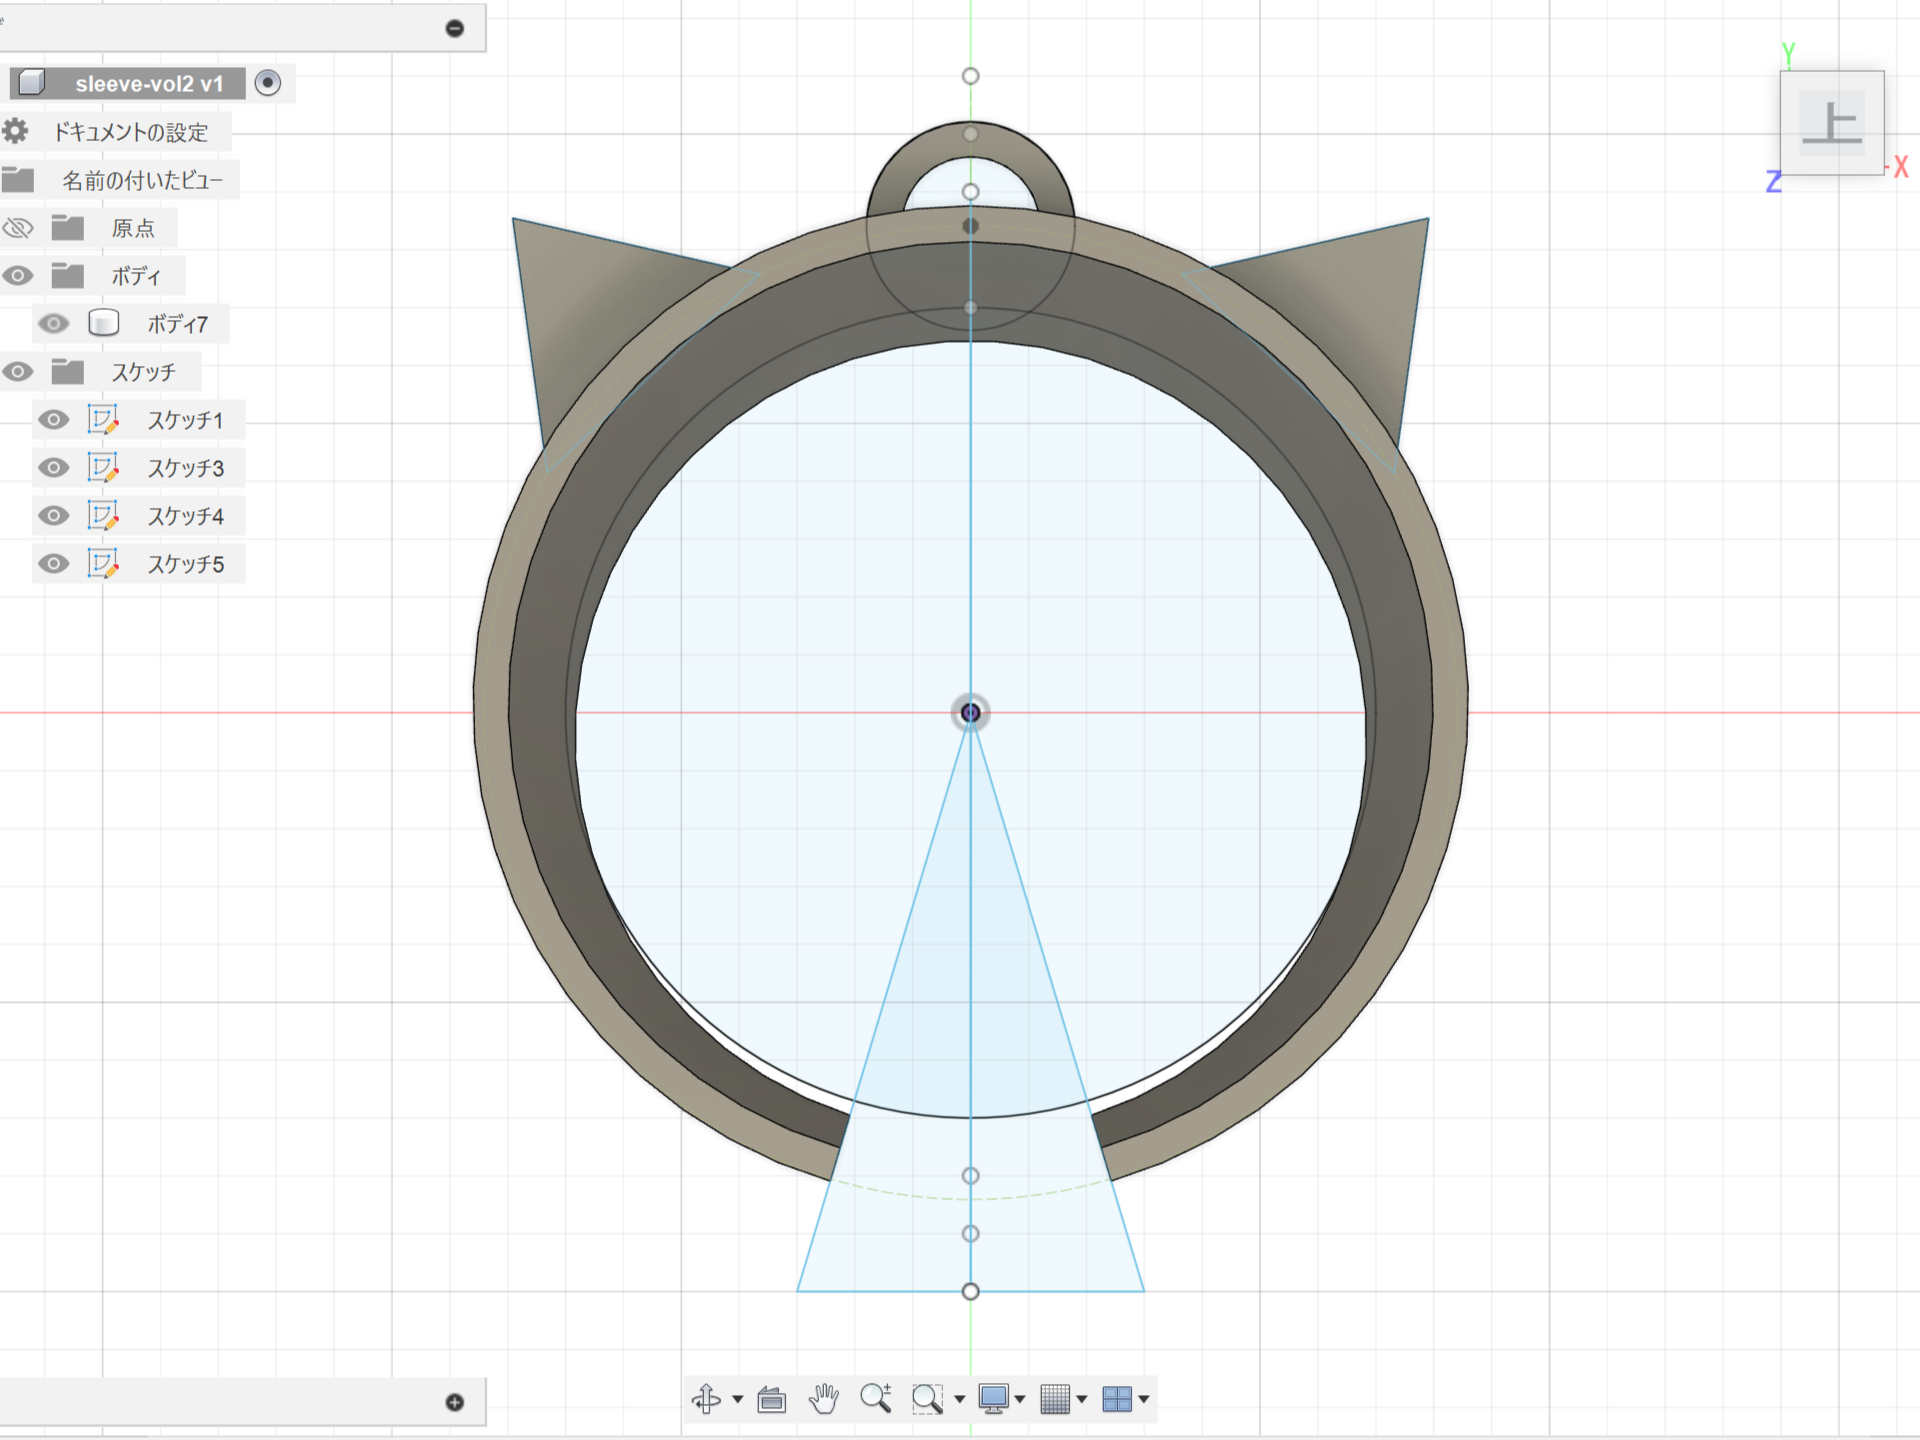 sleeve-vol2 v1
ドキュメントの設定
名前の付いたビュー
原点
ボディ
ボディ7
スケッチ
スケッチ1
スケッチ3
スケッチ4
スケッチ5
Y
上
-X
Z